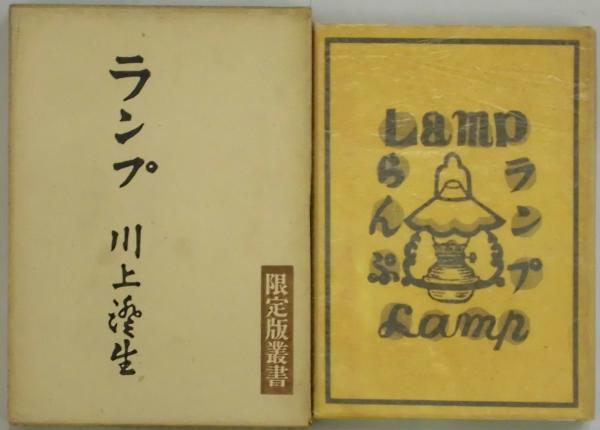 ランプ
川上澄生
限定版叢書
Lamp
らんぷ
ランプ
Lamp